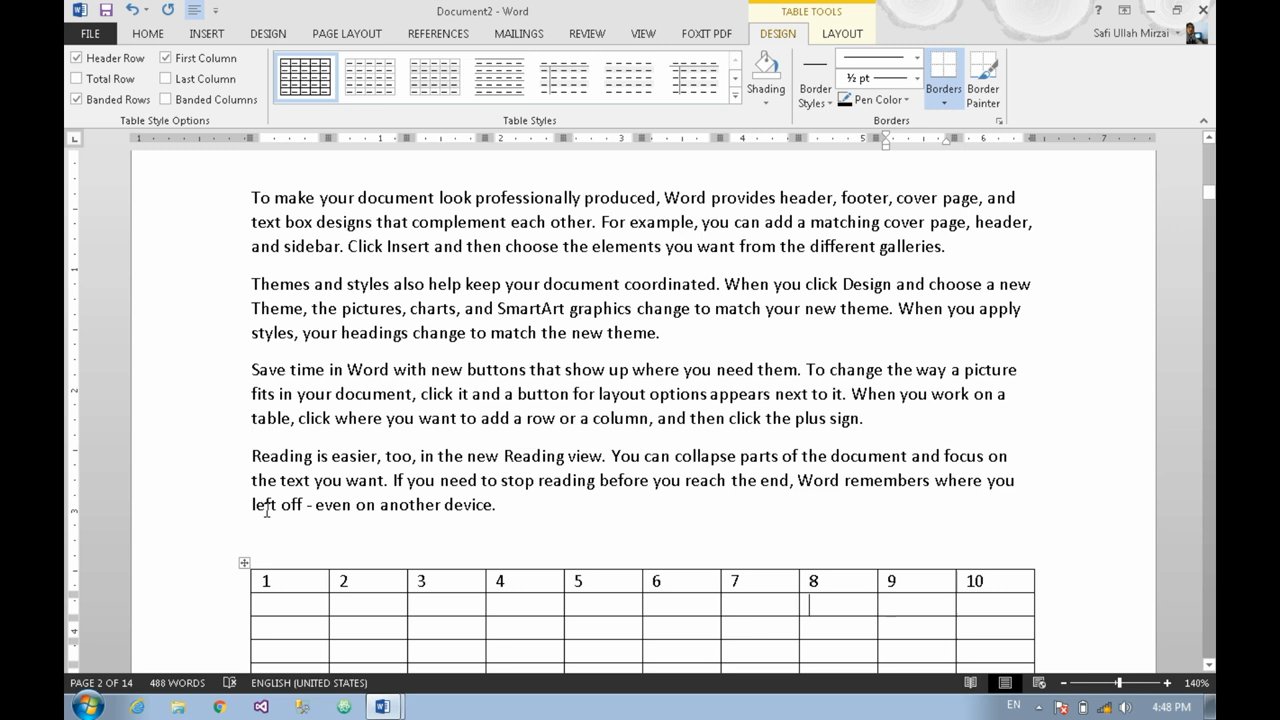 Document2 - Word
TABLE TOOLS
?
FILE
HOME
INSERT
DESIGN
PAGE LAYOUT
REFERENCES
MAILINGS
REVIEW
VIEW
FOXIT PDF
DESIGN
LAYOUT
Safi Ullah Mirzai
Header Row
First Column
Total Row
Last Column
Banded Rows
Banded Columns
Table Style Options
Table Styles
Shading
Border
Styles
½ pt
Pen Color
Borders
Border
Painter
Borders
1 1 2 3 4 5 6 7
To make your document look professionally produced, Word provides header, footer, cover page, and
text box designs that complement each other. For example, you can add a matching cover page, header,
and sidebar. Click Insert and then choose the elements you want from the different galleries.
Themes and styles also help keep your document coordinated. When you click Design and choose a new
Theme, the pictures, charts, and SmartArt graphics change to match your new theme. When you apply
styles, your headings change to match the new theme.
Save time in Word with new buttons that show up where you need them. To change the way a picture
fits in your document, click it and a button for layout options appears next to it. When you work on a
table, click where you want to add a row or a column, and then click the plus sign.
Reading is easier, too, in the new Reading view. You can collapse parts of the document and focus on
the text you want. If you need to stop reading before you reach the end, Word remembers where you
left off - even on another device.
1 2 3 4 5 6 7 8 9 10
1
2
3
4
PAGE 2 OF 14
488 WORDS
ENGLISH (UNITED STATES)
140%
EN
4:48 PM